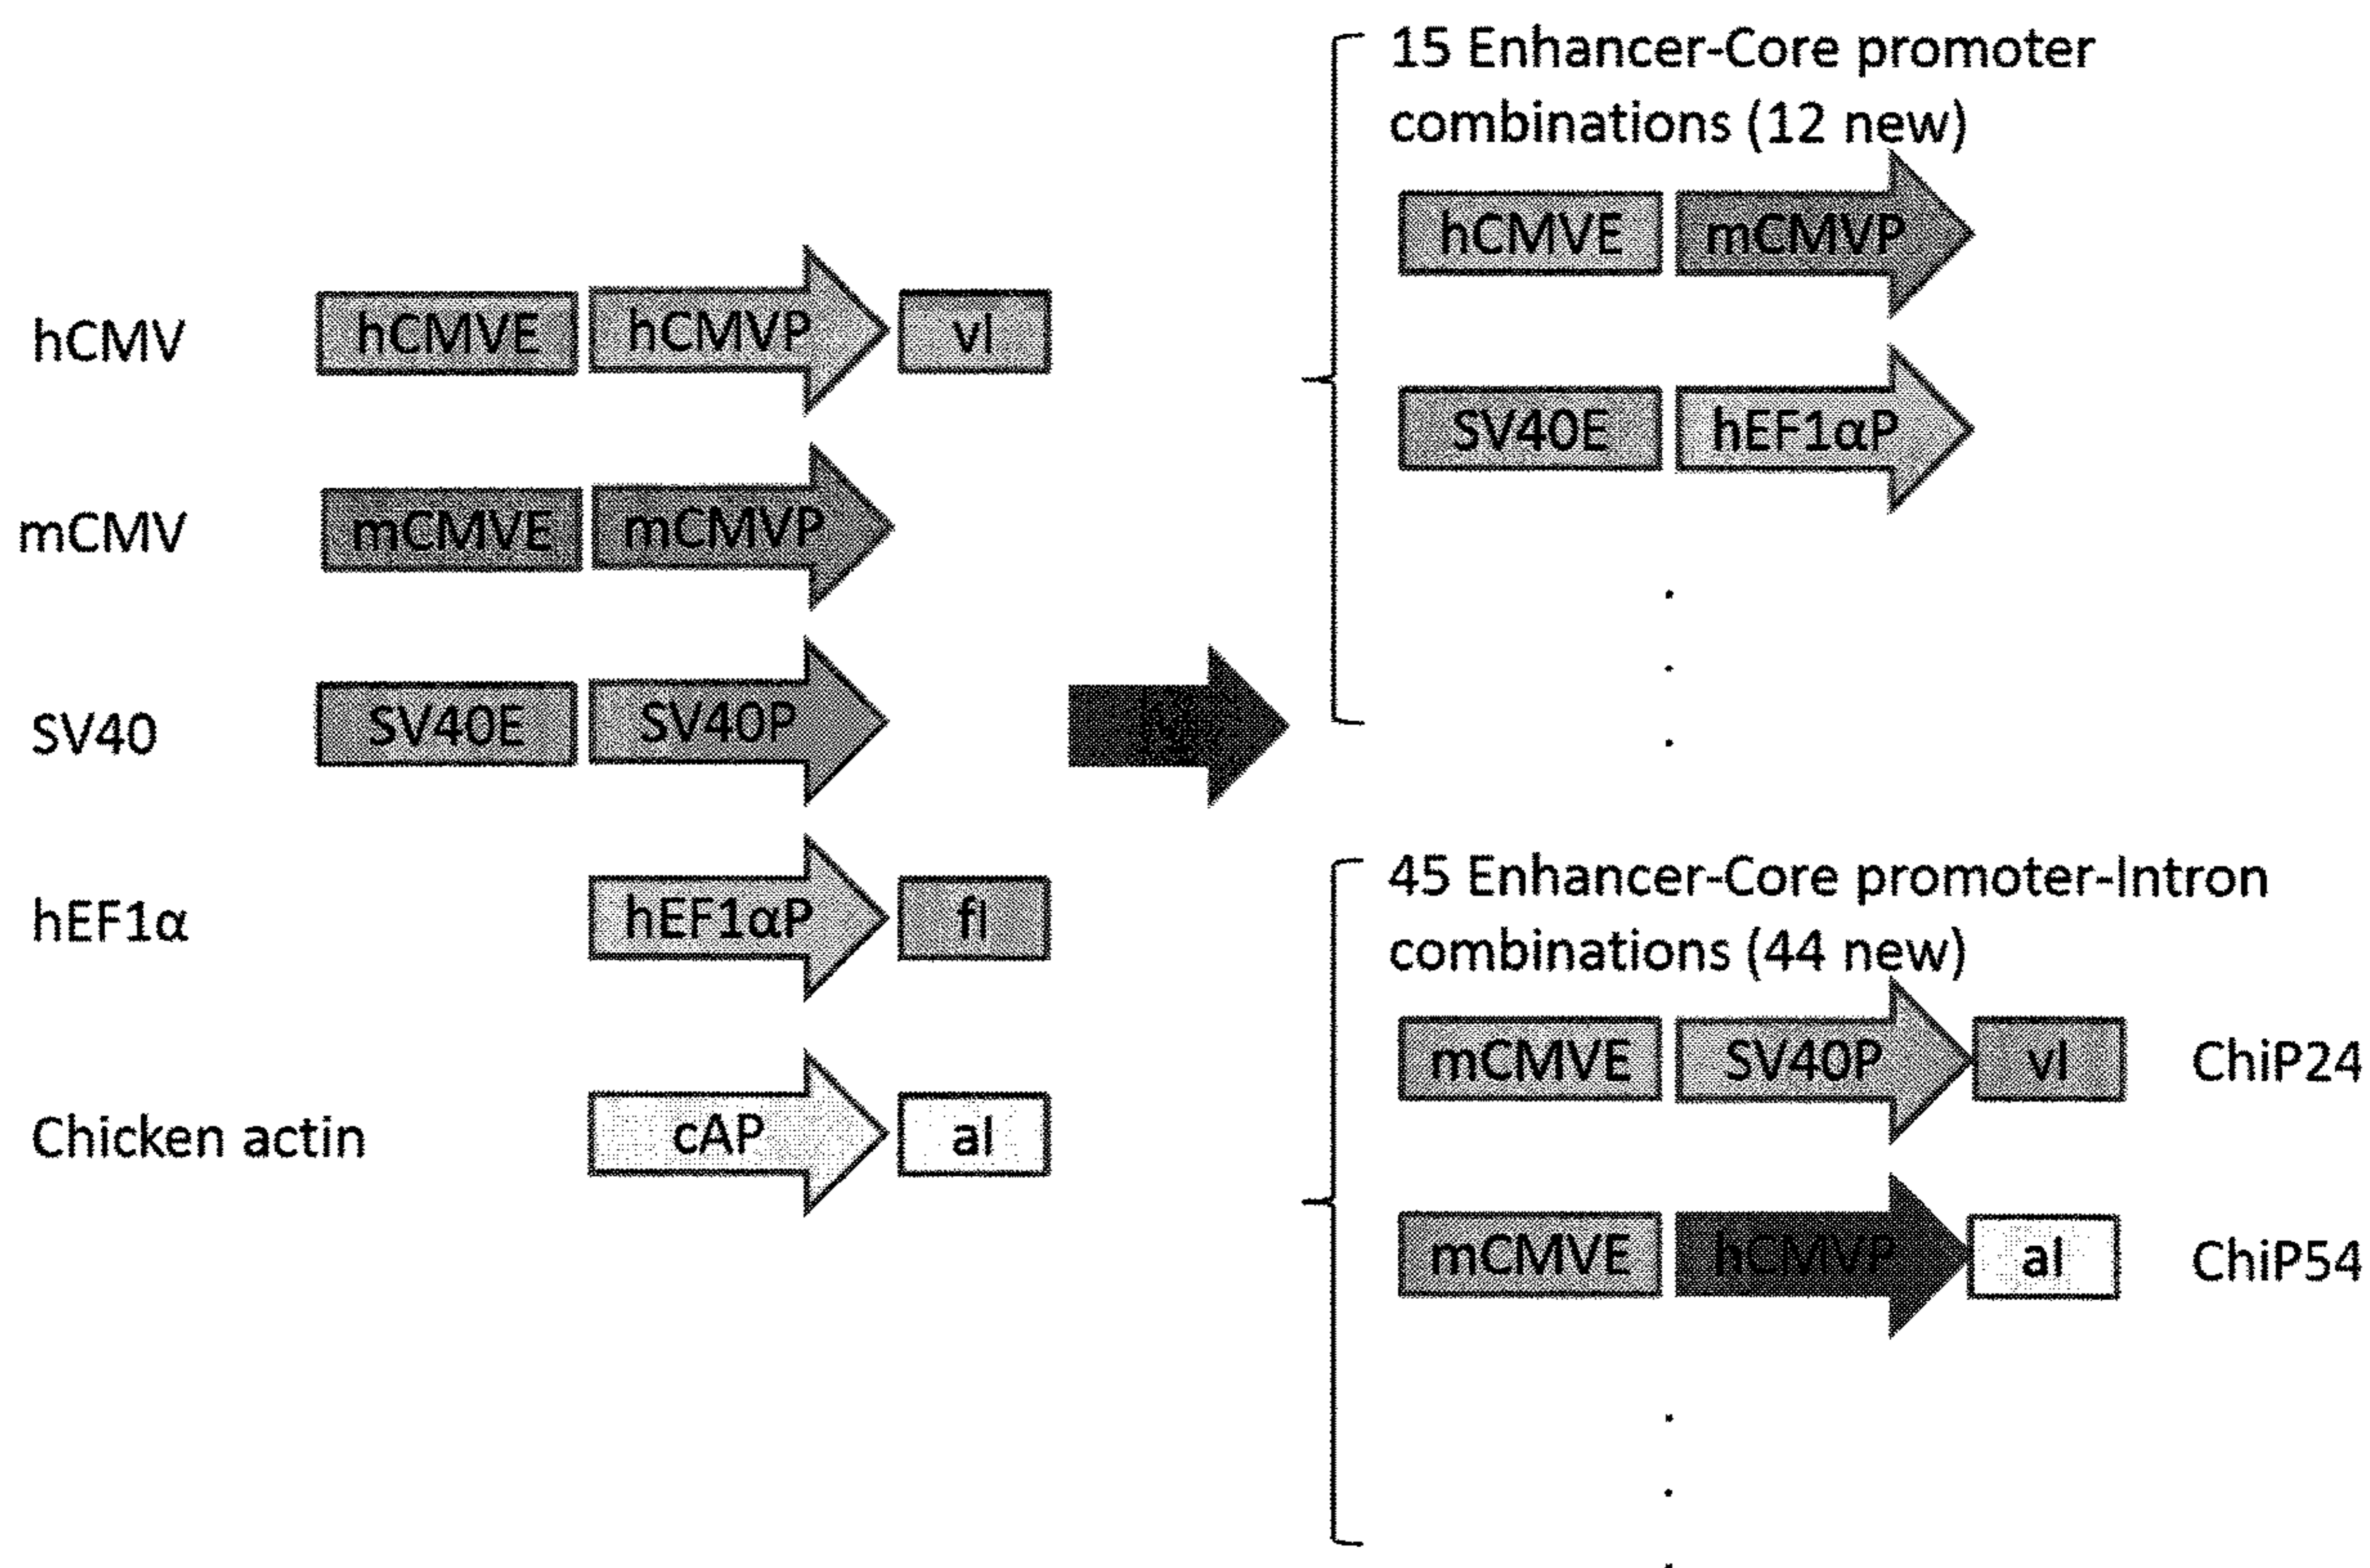 hCMV
hCMVE
hCMVP
vI
mCMV
mCMVE
mCMVP
SV40
SV40E
SV40P
hEF1α
hEF1αP
fI
Chicken actin
cAP
aI
15 Enhancer-Core promoter
combinations (12 new)
hCMVE
mCMVP
SV40E
hEF1αP
45 Enhancer-Core promoter-Intron
combinations (44 new)
mCMVE
SV40P
vI
ChiP24
mCMVE
hCMVP
aI
ChiP54